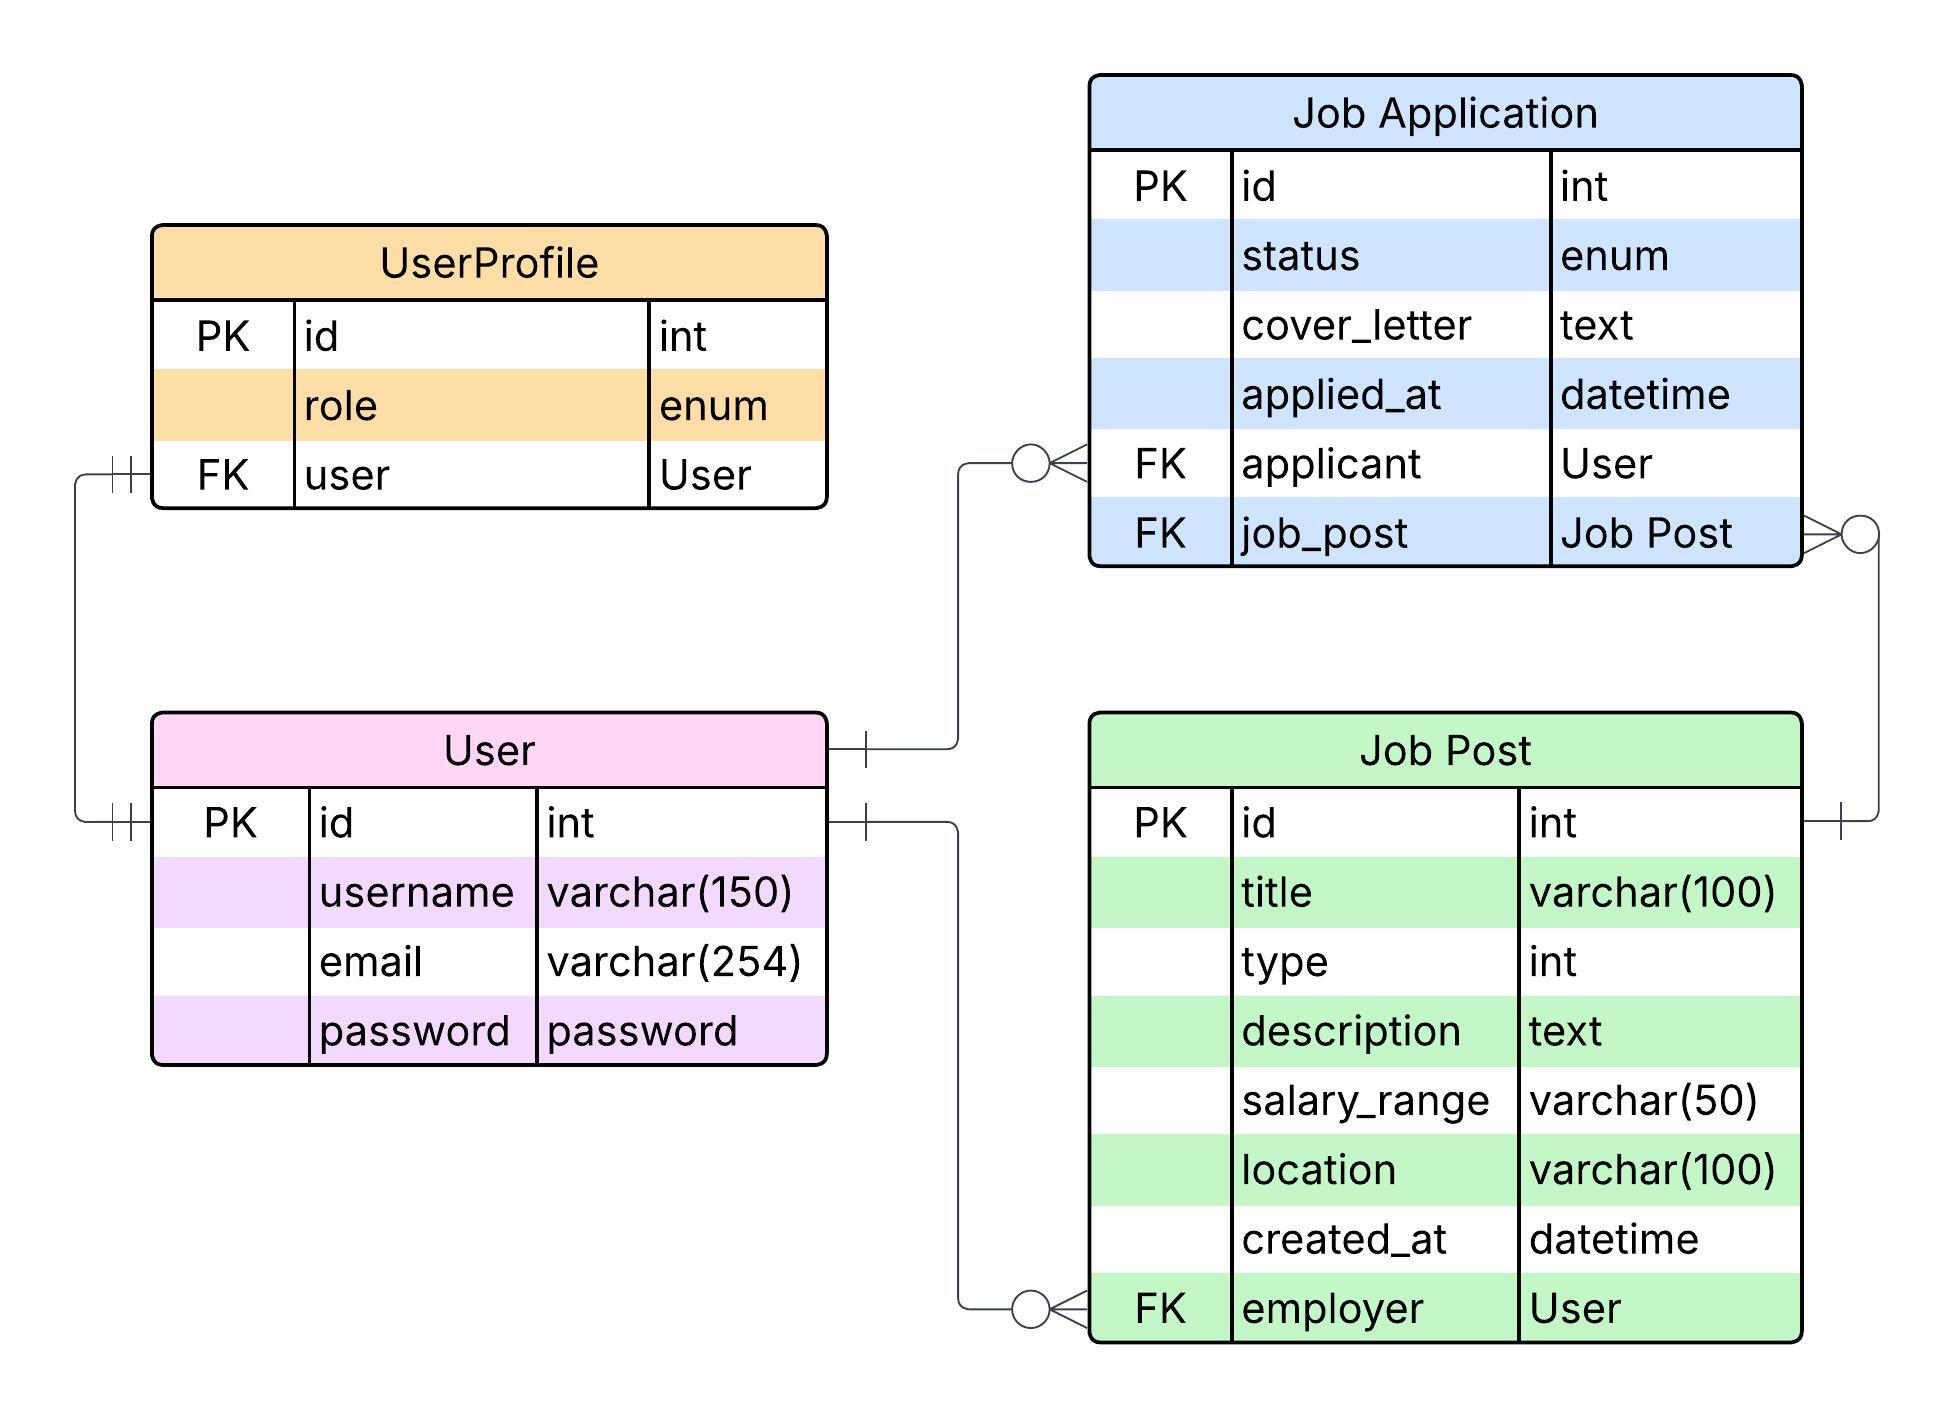 UserProfile
PK id int
role enum
FK user User
Job Application
PK id int
status enum
cover_letter text
applied_at datetime
FK applicant User
FK job_post Job Post
User
PK id int
username varchar(150)
email varchar(254)
password password
Job Post
PK id int
title varchar(100)
type int
description text
salary_range varchar(50)
location varchar(100)
created_at datetime
FK employer User